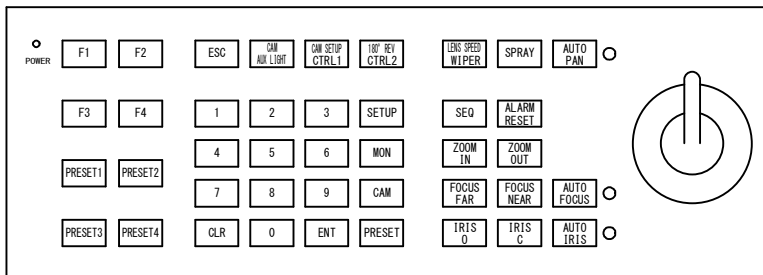 POWER
F1
F2
ESC
CAM
AUX LIGHT
CAM SETUP
CTRL1
180° REV
CTRL2
LENS SPEED
WIPER
SPRAY
AUTO
PAN
F3
F4
1
2
3
SETUP
SEQ
ALARM
RESET
4
5
6
MON
ZOOM
IN
ZOOM
OUT
PRESET1
PRESET2
7
8
9
CAM
FOCUS
FAR
FOCUS
NEAR
AUTO
FOCUS
PRESET3
PRESET4
CLR
0
ENT
PRESET
IRIS
O
IRIS
C
AUTO
IRIS